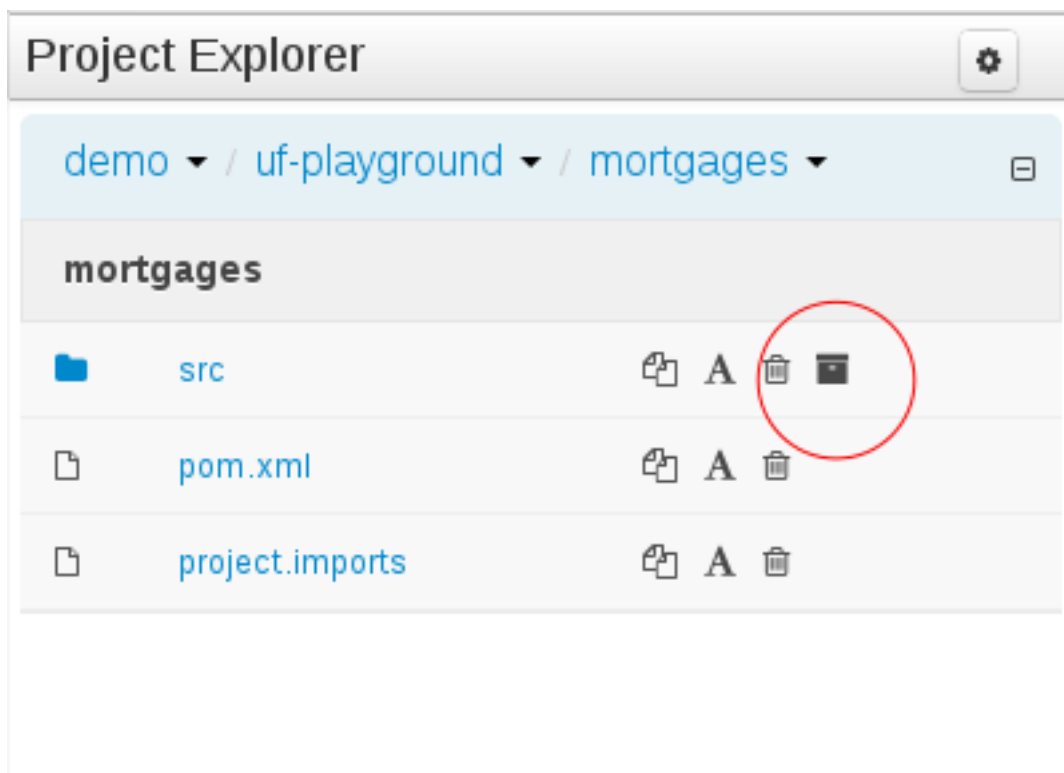 Project Explorer
demo / uf-playground / mortgages
mortgages
src
pom.xml
project.imports